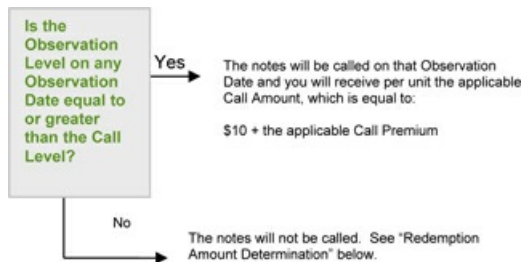 Is the
Observation
Level on any
Observation
Date equal to
or greater
than the Call
Level?
Yes
The notes will be called on that Observation
Date and you will receive per unit the applicable
Call Amount, which is equal to:
$10 + the applicable Call Premium
No
The notes will not be called.  See “Redemption
Amount Determination” below.